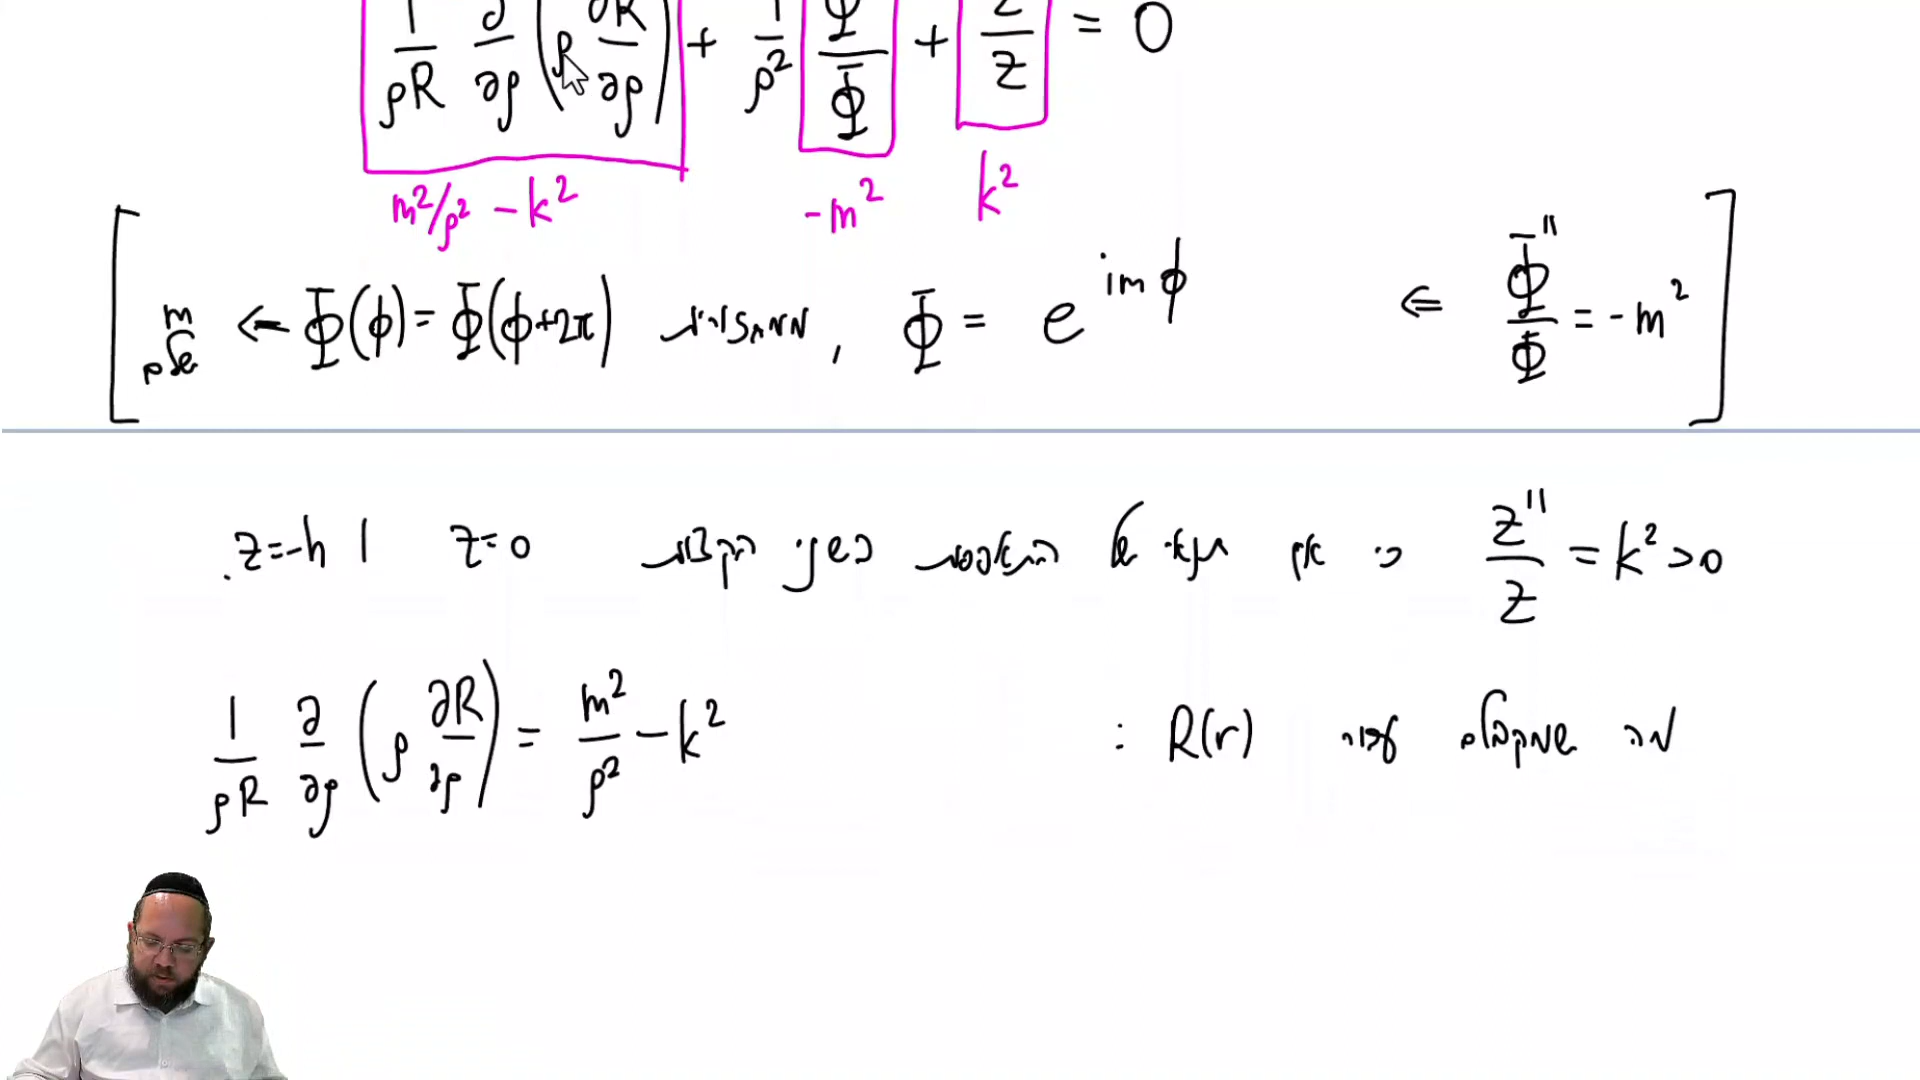 1/ρR ∂/∂ρ (ρ ∂R/∂ρ) + 1/ρ² Φ/Φ + Z/Z = 0
m²/ρ² - k² -m² k²
[ Φ''/Φ = -m² ⇐ Φ = e^{imϕ} , מחזוריות Φ(ϕ) = Φ(ϕ+2π) ← m שלם ]
Z''/Z = k² > 0 כי אין תנאי של התאפסות בשני הקצוות z=0 ו z=-h.
מה שמקבלים עבור R(r) :
1/ρR ∂/∂ρ (ρ ∂R/∂ρ) = m²/ρ² - k²